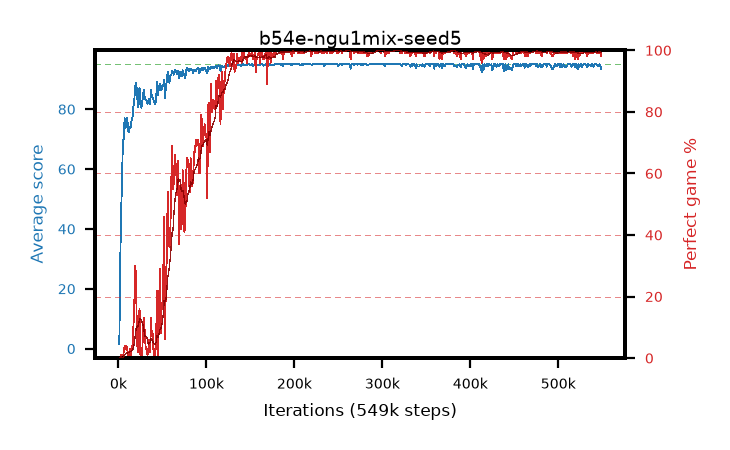 b54e-ngu1mix-seed5
100
80
80
60
60
40
40
20
20
0
0
Average score
Perfect game %
0k 100k 200k 300k 400k 500k
Iterations (549k steps)